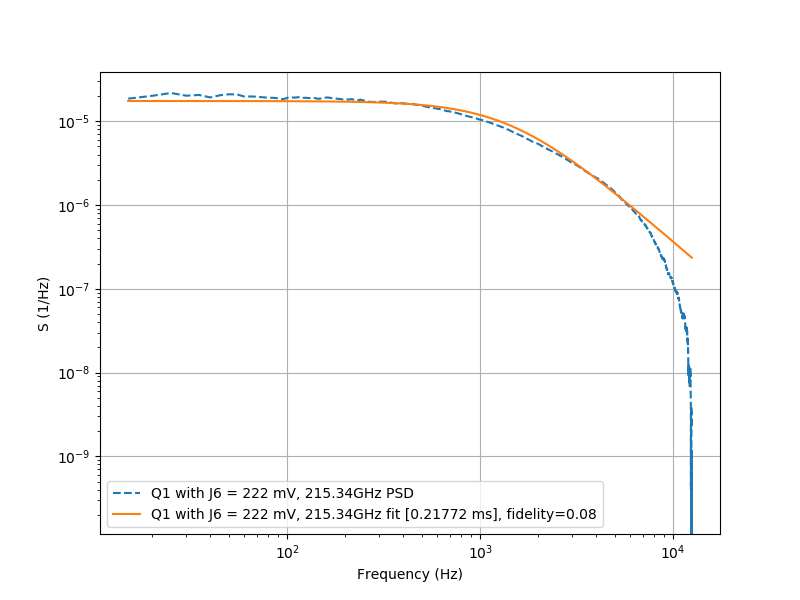 10⁻⁵
10⁻⁶
10⁻⁷
10⁻⁸
10⁻⁹
S (1/Hz)
Q1 with J6 = 222 mV, 215.34GHz PSD
Q1 with J6 = 222 mV, 215.34GHz fit [0.21772 ms], fidelity=0.08
10² 10³ 10⁴
Frequency (Hz)